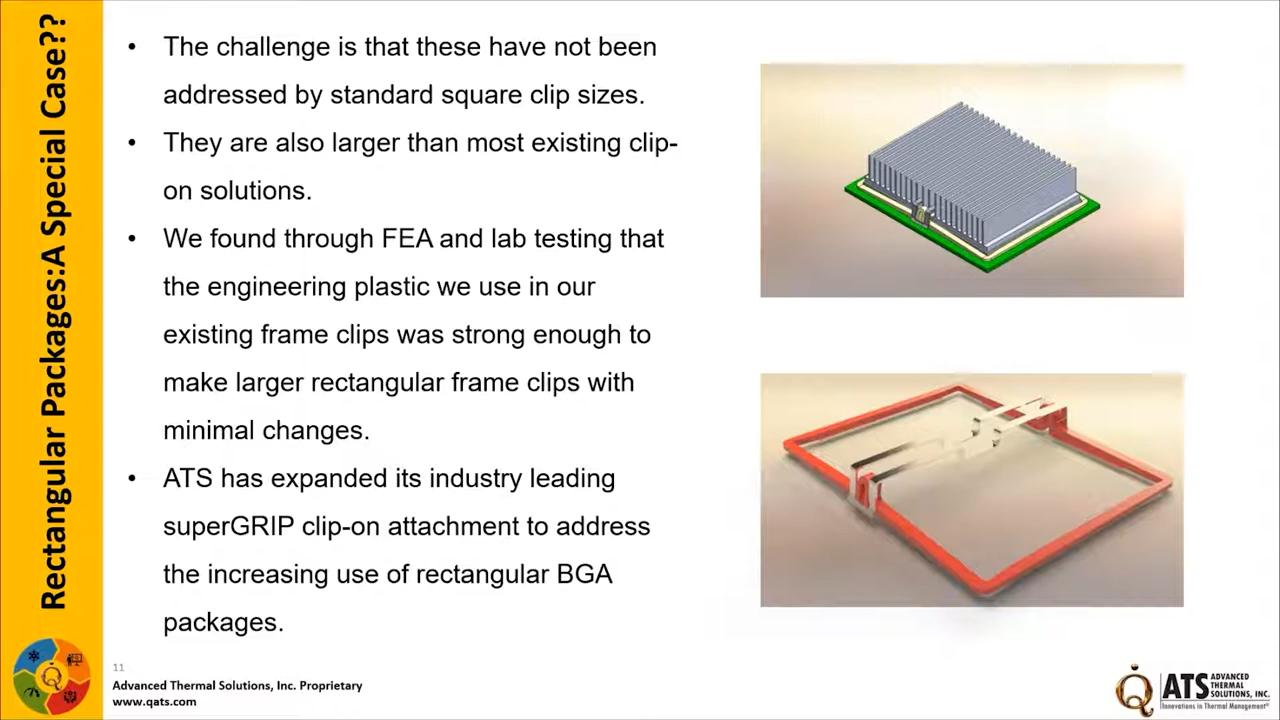 Rectangular Packages:A Special Case??
• The challenge is that these have not been
addressed by standard square clip sizes.
• They are also larger than most existing clip-
on solutions.
• We found through FEA and lab testing that
the engineering plastic we use in our
existing frame clips was strong enough to
make larger rectangular frame clips with
minimal changes.
• ATS has expanded its industry leading
superGRIP clip-on attachment to address
the increasing use of rectangular BGA
packages.
11
Advanced Thermal Solutions, Inc. Proprietary
www.qats.com
ATS ADVANCED
THERMAL
SOLUTIONS, INC.
Innovations in Thermal Management®